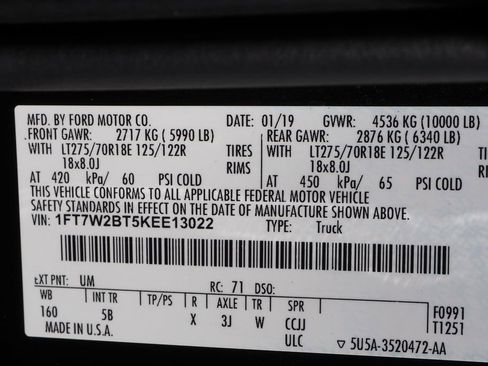 MFD. BY FORD MOTOR CO. DATE: 01/19 GVWR: 4536 KG (10000 LB)
FRONT GAWR: 2717 KG ( 5990 LB) REAR GAWR: 2876 KG ( 6340 LB)
WITH LT275/70R18E 125/122R TIRES WITH LT275/70R18E 125/122R TIRES
18x8.0J RIMS 18x8.0J RIMS
AT 420 kPa/ 60 PSI COLD AT 450 kPa/ 65 PSI COLD
THIS VEHICLE CONFORMS TO ALL APPLICABLE FEDERAL MOTOR VEHICLE
SAFETY STANDARDS IN EFFECT ON THE DATE OF MANUFACTURE SHOWN ABOVE.
VIN: 1FT7W2BT5KEE13022 TYPE: Truck
EXT PNT: UM RC: 71 DSO:
WB INT TR TP/PS R AXLE TR SPR F0991
160 5B X 3J W CCJJ T1251
MADE IN U.S.A. ULC ▽ 5U5A-3520472-AA